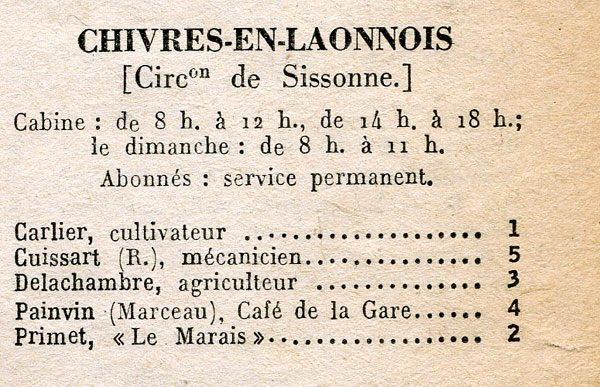 CHIVRES-EN-LAONNOIS
[Circᵒⁿ de Sissonne.]
Cabine : de 8 h. à 12 h., de 14 h. à 18 h.;
le dimanche : de 8 h. à 11 h.
Abonnés : service permanent.
Carlier, cultivateur .................... 1
Cuissart (R.), mécanicien............... 5
Delachambre, agriculteur ............... 3
Painvin (Marceau), Café de la Gare...... 4
Primet, « Le Marais ».................. 2